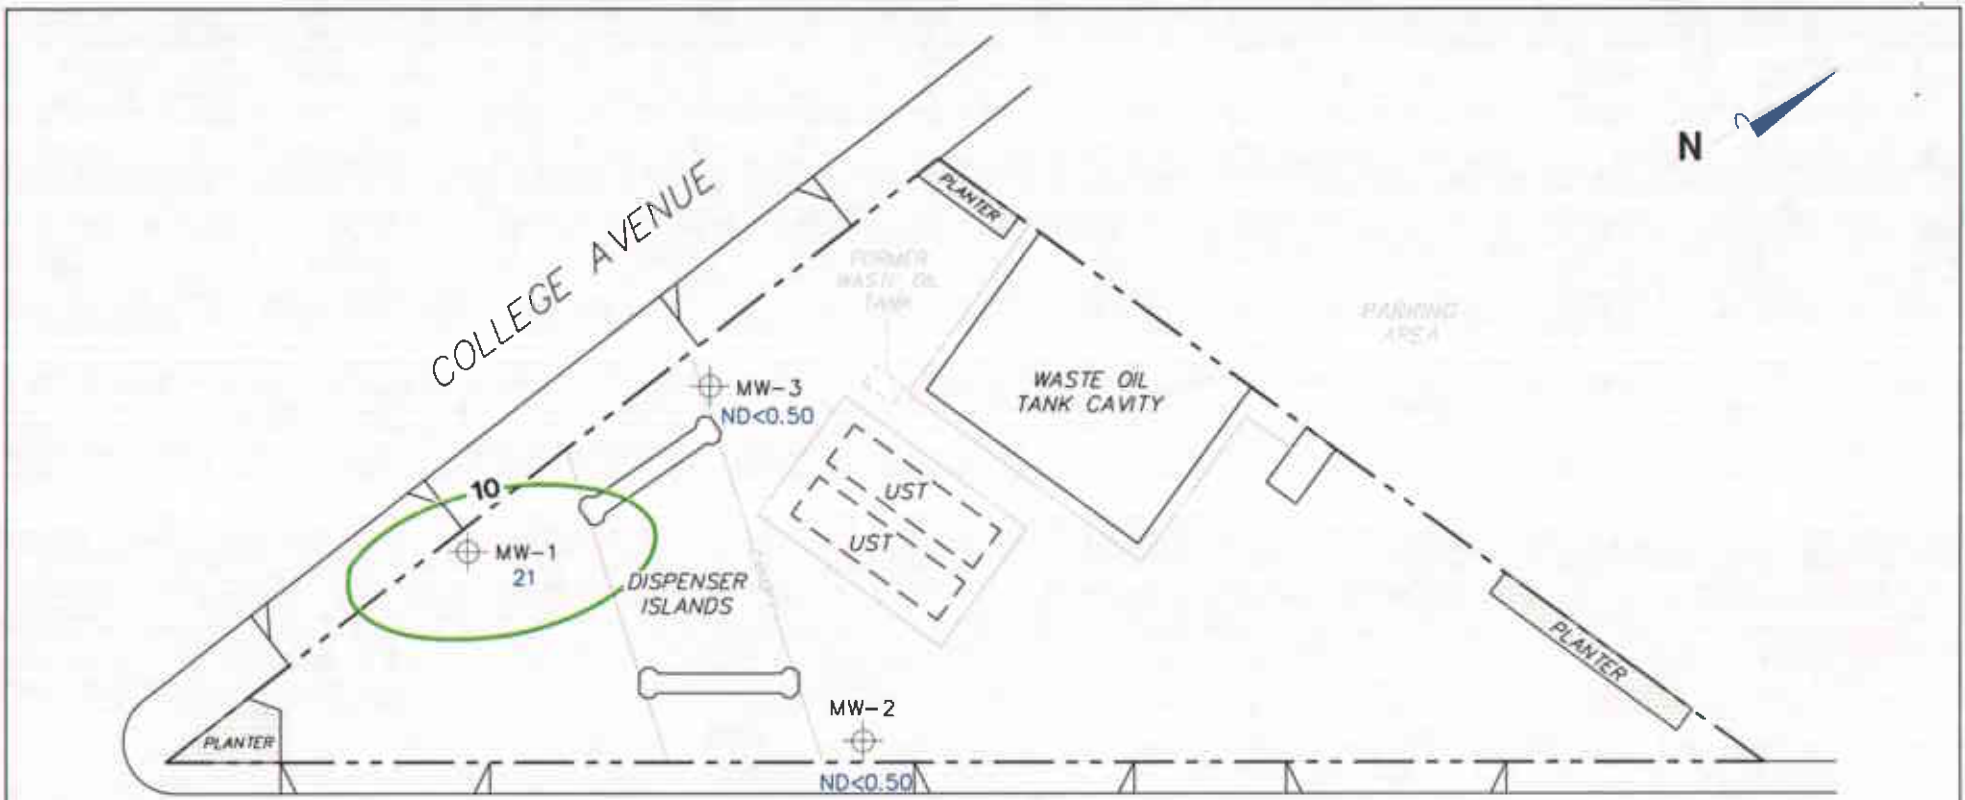 N
PLANTER
COLLEGE AVENUE
FORMER
WASTE OIL
TANK
PARKING
AREA
WASTE OIL
TANK CAVITY
MW-3
ND<0.50
UST
UST
10
MW-1
21
DISPENSER
ISLANDS
PLANTER
MW-2
PLANTER
ND<0.50